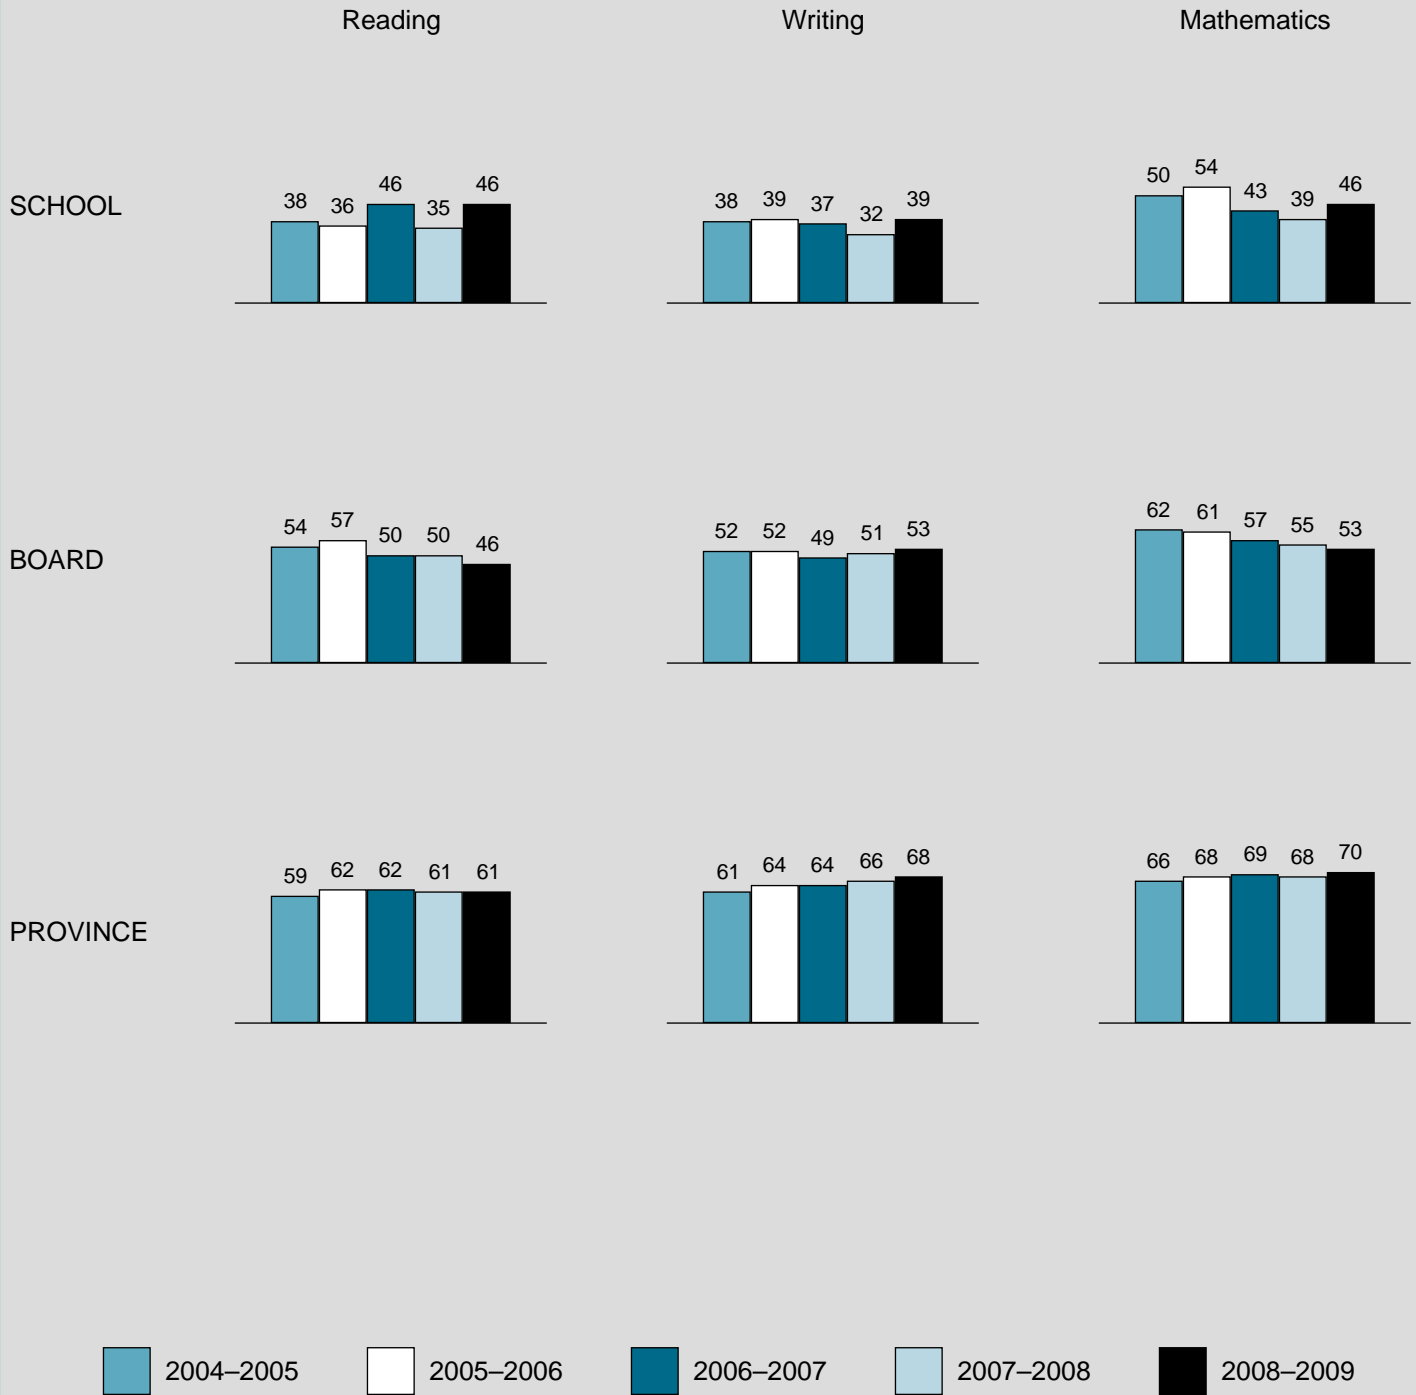 Reading Writing Mathematics
SCHOOL
38 36 46 35 46
38 39 37 32 39
50 54 43 39 46
BOARD
54 57 50 50 46
52 52 49 51 53
62 61 57 55 53
PROVINCE
59 62 62 61 61
61 64 64 66 68
66 68 69 68 70
2004–2005 2005–2006 2006–2007 2007–2008 2008–2009